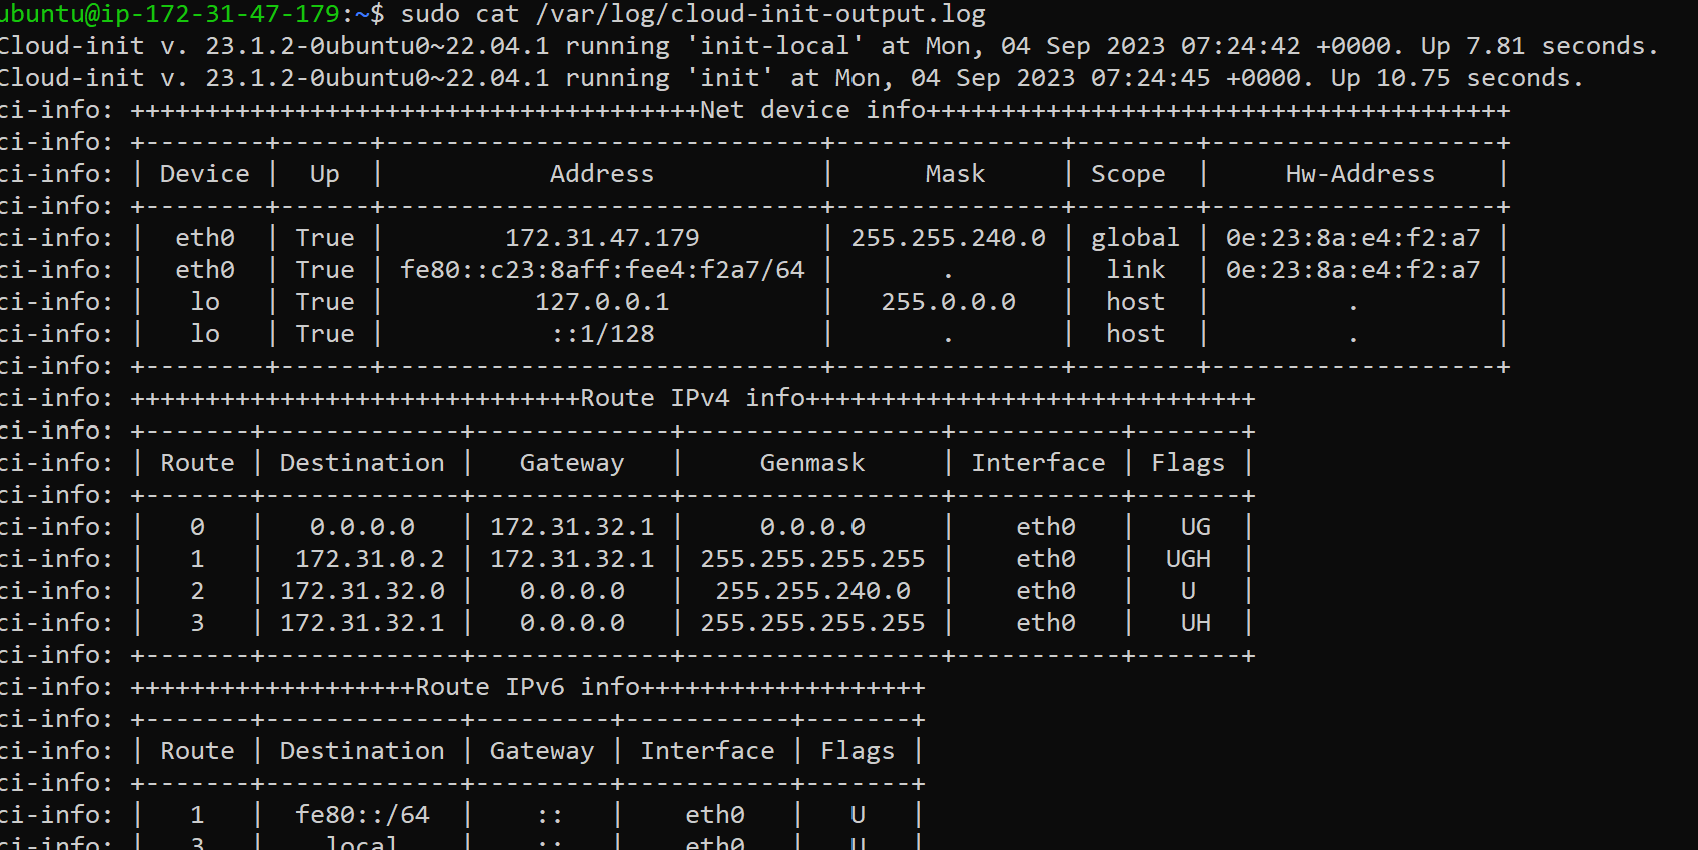 ubuntu@ip-172-31-47-179:~$ sudo cat /var/log/cloud-init-output.log
Cloud-init v. 23.1.2-0ubuntu0~22.04.1 running 'init-local' at Mon, 04 Sep 2023 07:24:42 +0000. Up 7.81 seconds.
Cloud-init v. 23.1.2-0ubuntu0~22.04.1 running 'init' at Mon, 04 Sep 2023 07:24:45 +0000. Up 10.75 seconds.
ci-info: ++++++++++++++++++++++++++++++++++++++Net device info+++++++++++++++++++++++++++++++++++++++
ci-info: +--------+------+-----------------------------+---------------+--------+-------------------+
ci-info: | Device |  Up  |           Address           |      Mask     | Scope  |     Hw-Address    |
ci-info: +--------+------+-----------------------------+---------------+--------+-------------------+
ci-info: |  eth0  | True |        172.31.47.179        | 255.255.240.0 | global | 0e:23:8a:e4:f2:a7 |
ci-info: |  eth0  | True | fe80::c23:8aff:fee4:f2a7/64 |       .       |  link  | 0e:23:8a:e4:f2:a7 |
ci-info: |   lo   | True |          127.0.0.1          |   255.0.0.0   |  host  |         .         |
ci-info: |   lo   | True |           ::1/128           |       .       |  host  |         .         |
ci-info: +--------+------+-----------------------------+---------------+--------+-------------------+
ci-info: ++++++++++++++++++++++++++++++Route IPv4 info++++++++++++++++++++++++++++++
ci-info: +-------+-------------+-------------+-----------------+-----------+-------+
ci-info: | Route | Destination |   Gateway   |     Genmask     | Interface | Flags |
ci-info: +-------+-------------+-------------+-----------------+-----------+-------+
ci-info: |   0   |   0.0.0.0   | 172.31.32.1 |     0.0.0.0     |    eth0   |   UG  |
ci-info: |   1   |  172.31.0.2 | 172.31.32.1 | 255.255.255.255 |    eth0   |  UGH  |
ci-info: |   2   | 172.31.32.0 |   0.0.0.0   |  255.255.240.0  |    eth0   |   U   |
ci-info: |   3   | 172.31.32.1 |   0.0.0.0   | 255.255.255.255 |    eth0   |   UH  |
ci-info: +-------+-------------+-------------+-----------------+-----------+-------+
ci-info: +++++++++++++++++++Route IPv6 info+++++++++++++++++++
ci-info: +-------+-------------+---------+-----------+-------+
ci-info: | Route | Destination | Gateway | Interface | Flags |
ci-info: +-------+-------------+---------+-----------+-------+
ci-info: |   1   |  fe80::/64  |    ::   |    eth0   |   U   |
ci-info: |   3   |    local    |    ::   |    eth0   |   U   |